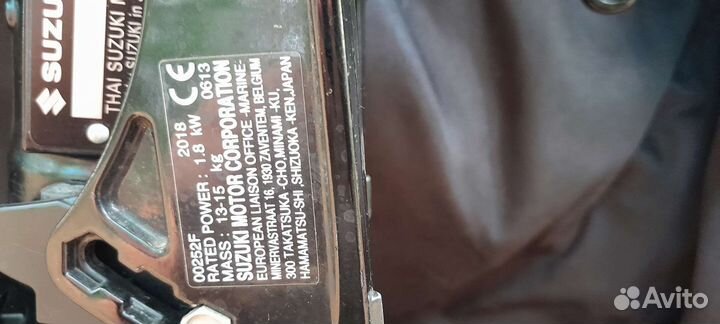 SUZU
THAI SUZUKI
SUZUKI in
00252F 2018 CE
RATED POWER : 1.8 kW 0613
MASS : 13-15 kg
SUZUKI MOTOR CORPORATION
EUROPEAN LIAISON OFFICE -MARINE-
MINERVASTRAAT 16, 1930 ZAVENTEM, BELGIUM
300 TAKATSUKA -CHO,MINAMI -KU,
HAMAMATSU-SHI ,SHIZUOKA -KEN,JAPAN
Avito